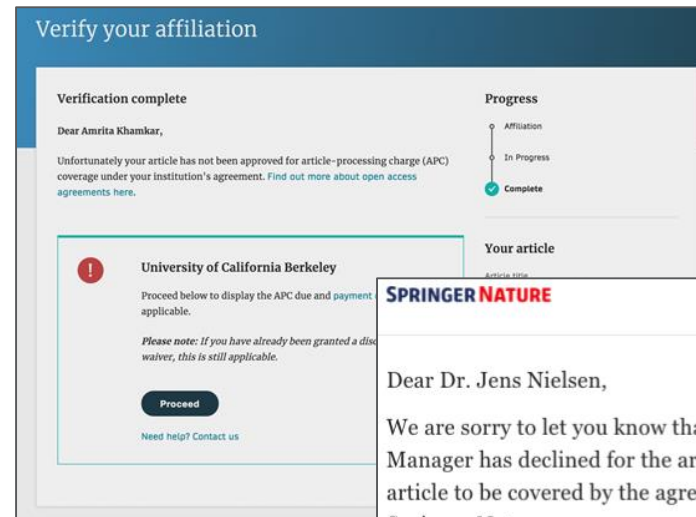 Verify your affiliation
Verification complete
Dear Amrita Khamkar,
Unfortunately your article has not been approved for article-processing charge (APC)
coverage under your institution's agreement. Find out more about open access
agreements here.
Progress
Affiliation
In Progress
Complete
Your article
Article title
!
University of California Berkeley
Proceed below to display the APC due and payment
applicable.
Please note: If you have already been granted a
waiver, this is still applicable.
Proceed
Need help? Contact us
SPRINGER NATURE
Dear Dr. Jens Nielsen,
We are sorry to let you know
Manager has declined for the
article to be covered by the